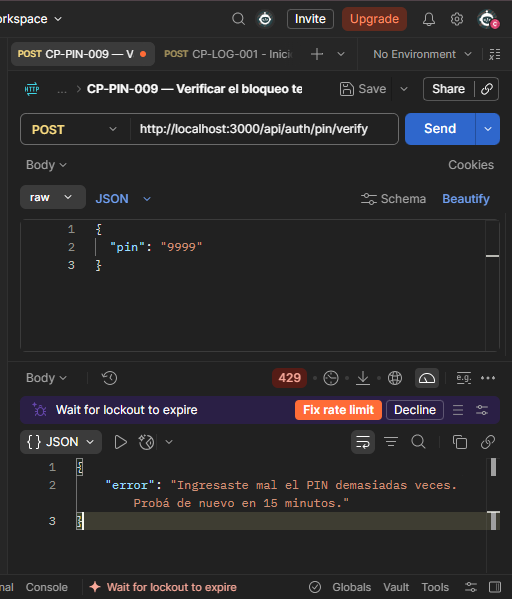 orkspace
Invite
Upgrade
POST CP-PIN-009 — V
POST CP-LOG-001 - Inici
No Environment
HTTP
... > CP-PIN-009 — Verificar el bloqueo te
Save
Share
POST
http://localhost:3000/api/auth/pin/verify
Send
Body
Cookies
raw
JSON
Schema
Beautify
1 {
2 "pin": "9999"
3 }
Body
429
e.g.
Wait for lockout to expire
Fix rate limit
Decline
{} JSON
1 {
2 "error": "Ingresaste mal el PIN demasiadas veces.
Probá de nuevo en 15 minutos."
3 }
nal
Console
Wait for lockout to expire
Globals
Vault
Tools